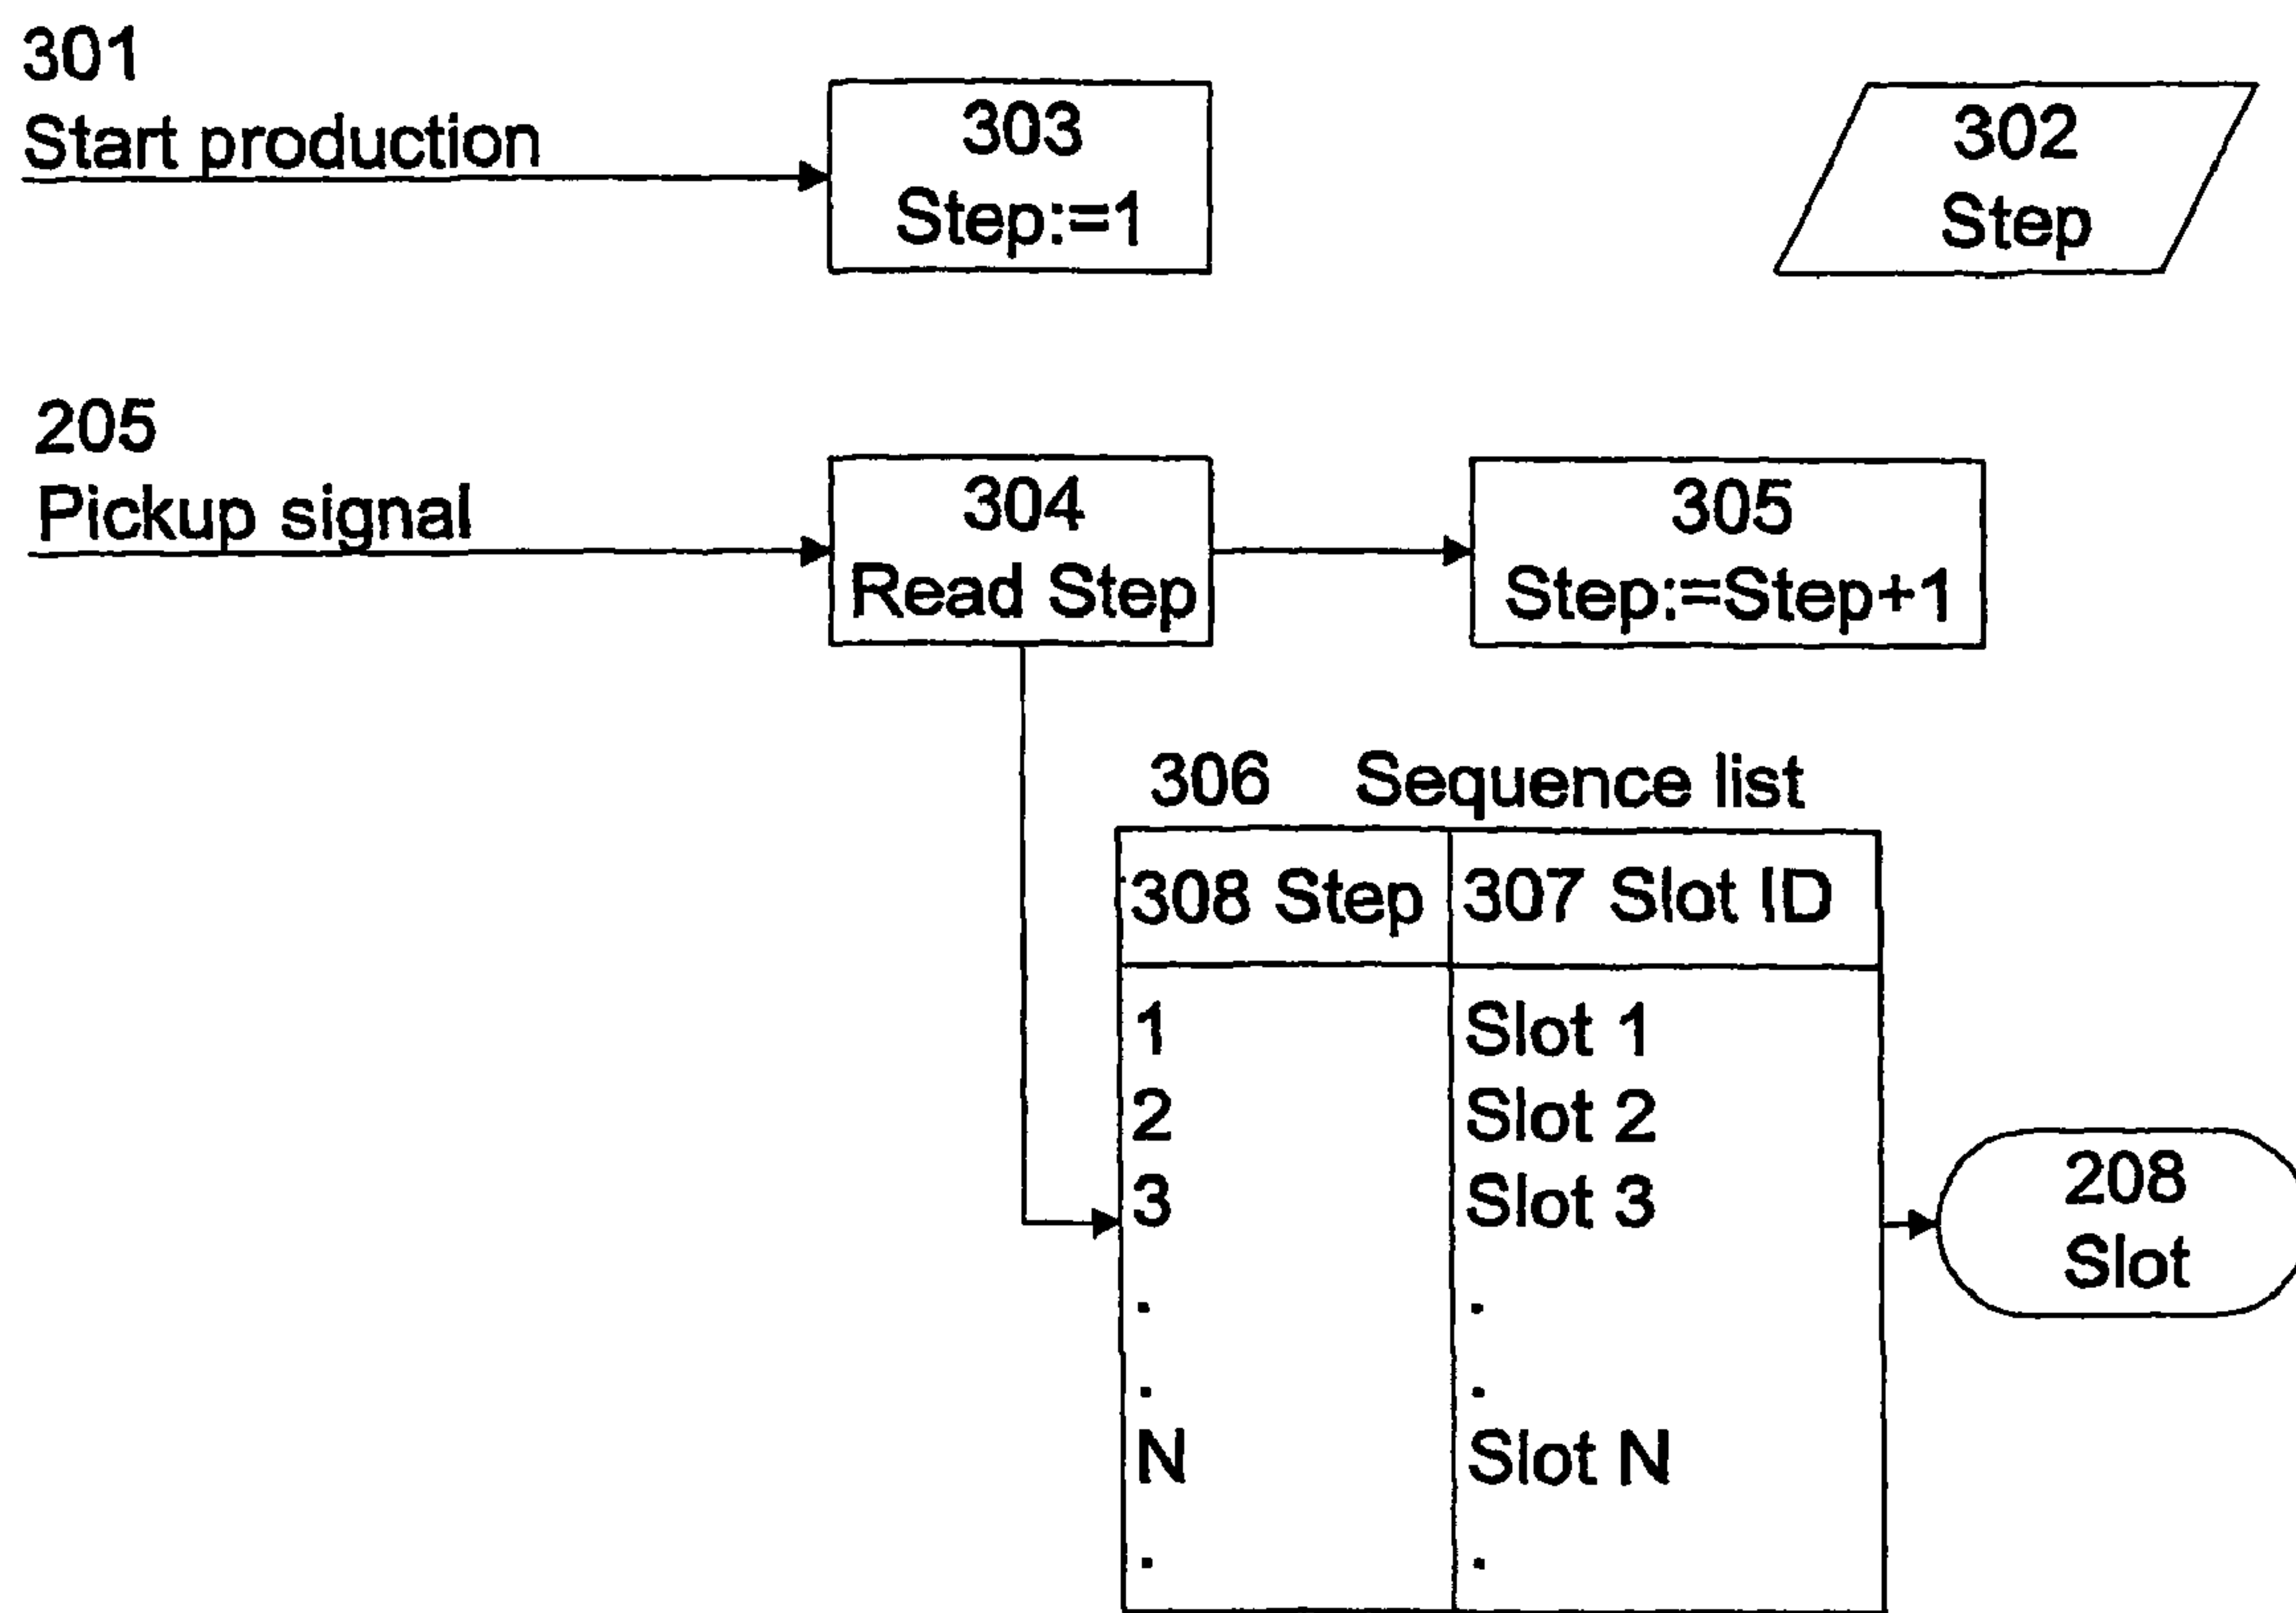 301
Start production
303
Step:=1
302
Step
205
Pickup signal
304
Read Step
305
Step:=Step+1
306 Sequence list
308 Step 307 Slot ID
1 Slot 1
2 Slot 2
3 Slot 3
. .
. .
N Slot N
. .
208
Slot